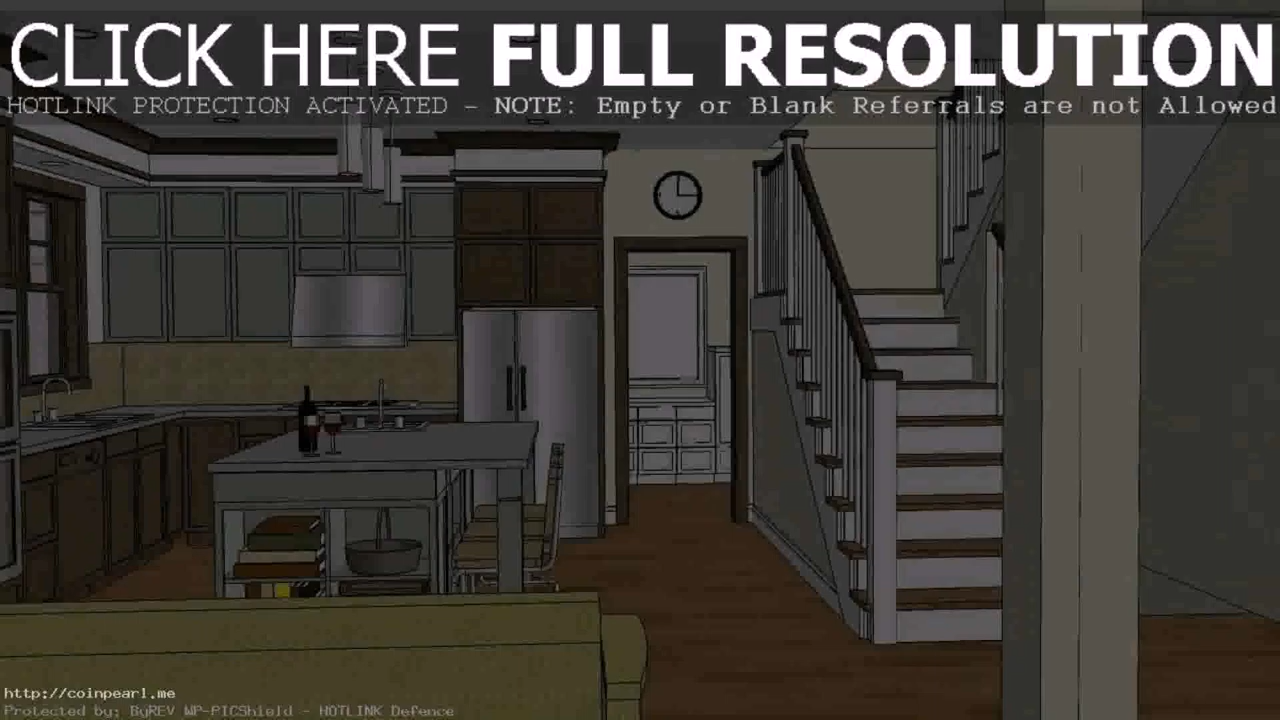 CLICK HERE FULL RESOLUTION
HOTLINK PROTECTION ACTIVATED - NOTE: Empty or Blank Referrals are not Allowed
http://coinpearl.me
Protected by: ByREV WP-PICShield - HOTLINK Defence